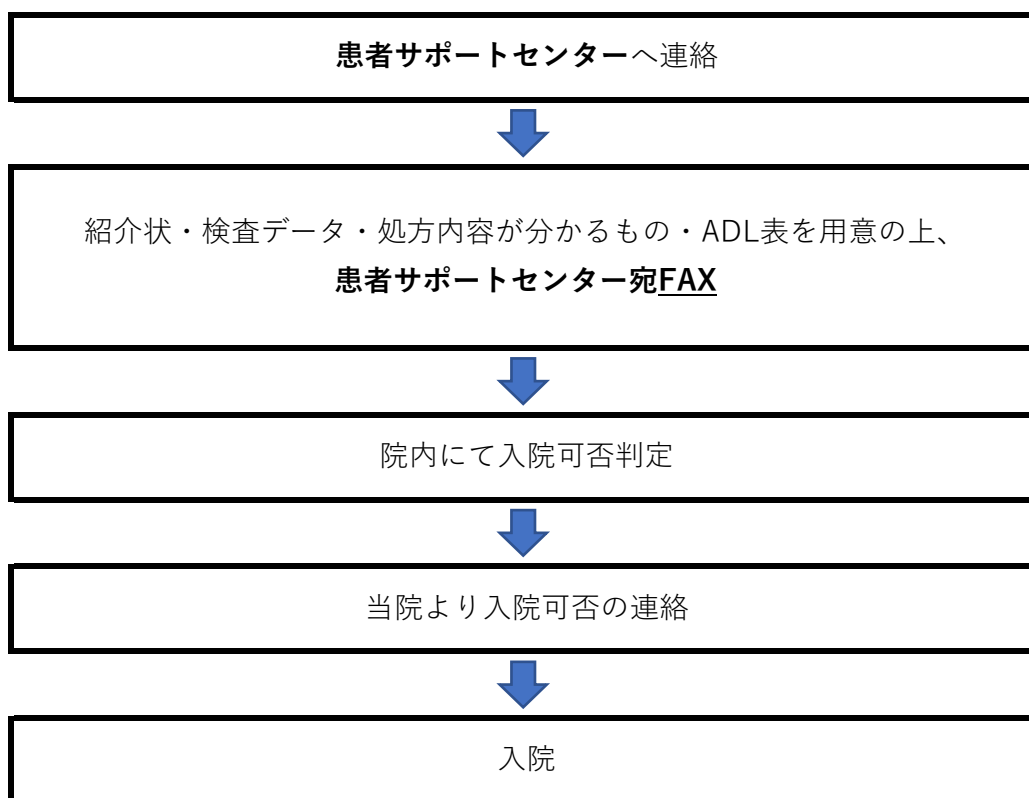 患者サポートセンターへ連絡
紹介状・検査データ・処方内容が分かるもの・ADL表を用意の上、
患者サポートセンター宛FAX
院内にて入院可否判定
当院より入院可否の連絡
入院